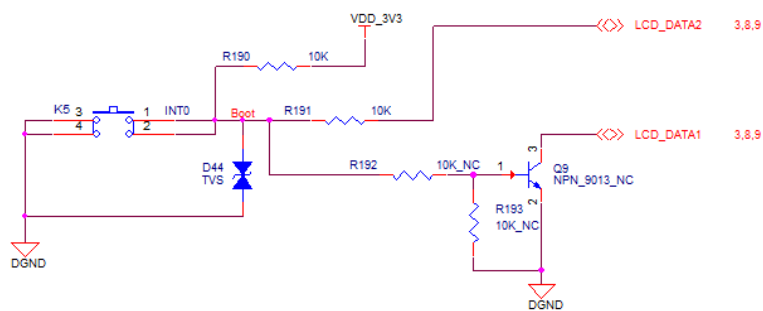 VDD_3V3
LCD_DATA2 3,8,9
R190 10K
K5 3 1 INT0 Boot R191 10K
4 2
LCD_DATA1 3,8,9
D44
TVS
R192 10K_NC 1 3 Q9
NPN_9013_NC
2
R193
10K_NC
DGND
DGND